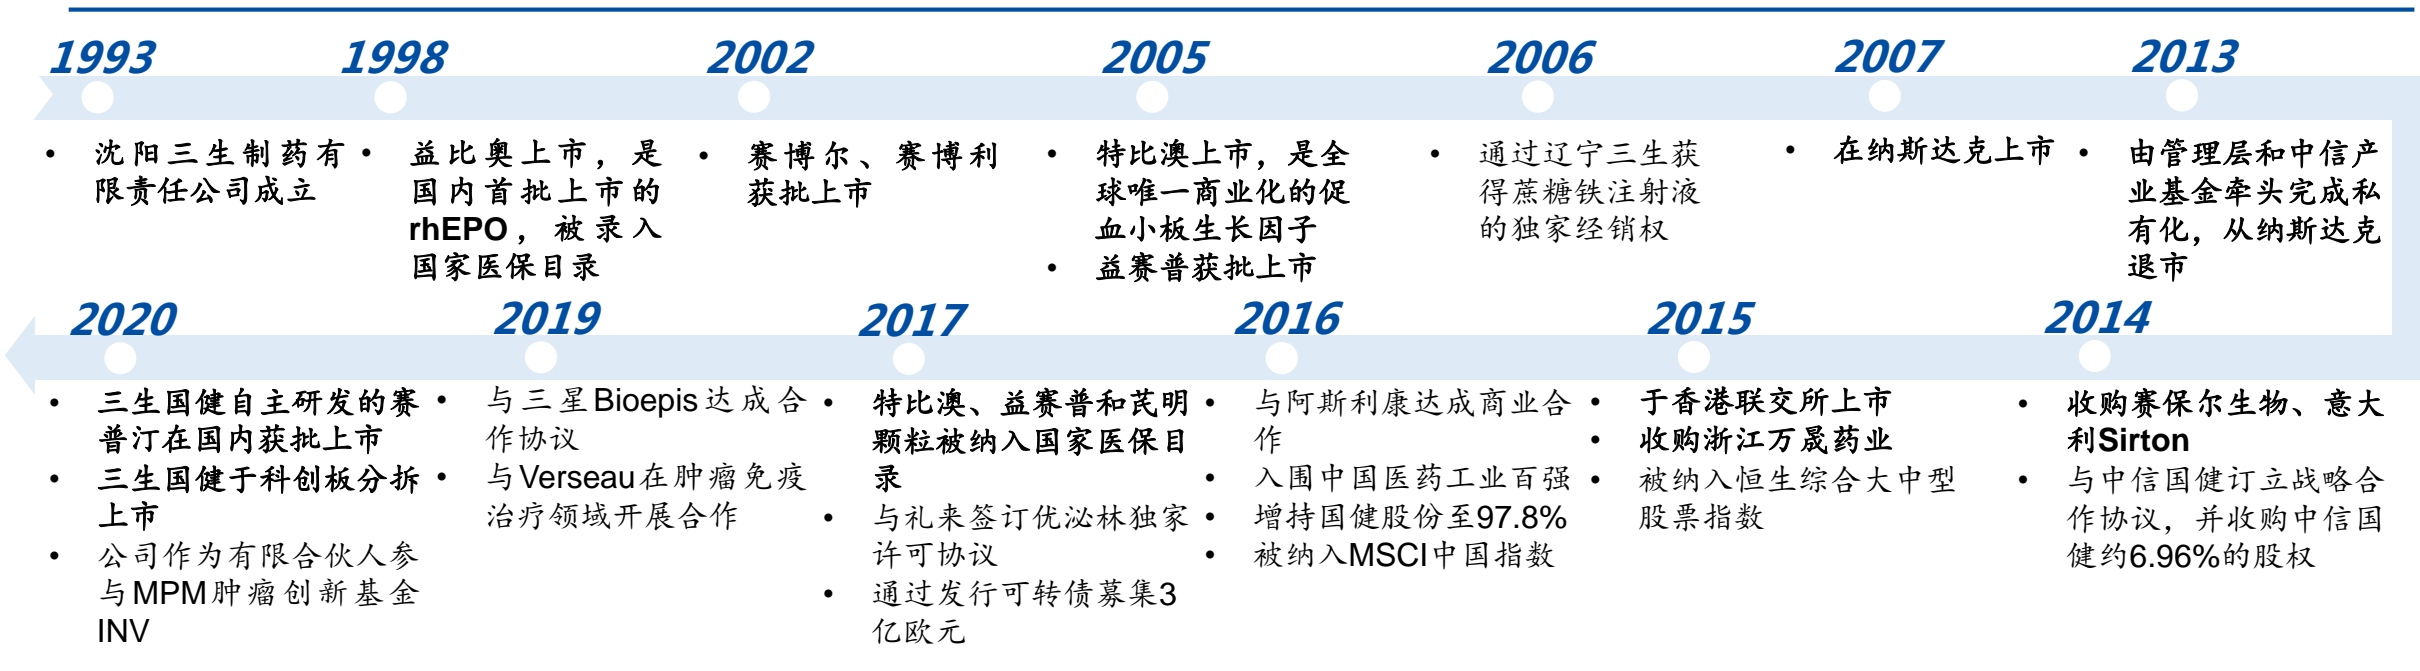 1993
• 沈阳三生制药有
限责任公司成立
1998
• 益比奥上市，是
国内首批上市的
rhEPO，被录入
国家医保目录
2002
• 赛博尔、赛博利
获批上市
2005
• 特比澳上市，是全
球唯一商业化的促
血小板生长因子
• 益赛普获批上市
2006
• 通过辽宁三生获
得蔗糖铁注射液
的独家经销权
2007
• 在纳斯达克上市
2013
• 由管理层和中信产
业基金牵头完成私
有化，从纳斯达克
退市
2020
• 三生国健自主研发的赛
普汀在国内获批上市
• 三生国健于科创板分拆
上市
• 公司作为有限合伙人参
与MPM肿瘤创新基金
INV
2019
• 与三星Bioepis达成合
作协议
• 与Verseau在肿瘤免疫
治疗领域开展合作
2017
• 特比澳、益赛普和芪明
颗粒被纳入国家医保目
录
• 与礼来签订优泌林独家
许可协议
• 通过发行可转债募集3
亿欧元
2016
• 与阿斯利康达成商业合
作
• 入围中国医药工业百强
• 增持国健股份至97.8%
• 被纳入MSCI中国指数
2015
• 于香港联交所上市
• 收购浙江万晟药业
• 被纳入恒生综合大中型
股票指数
2014
• 收购赛保尔生物、意大
利Sirton
• 与中信国健订立战略合
作协议，并收购中信国
健约6.96%的股权